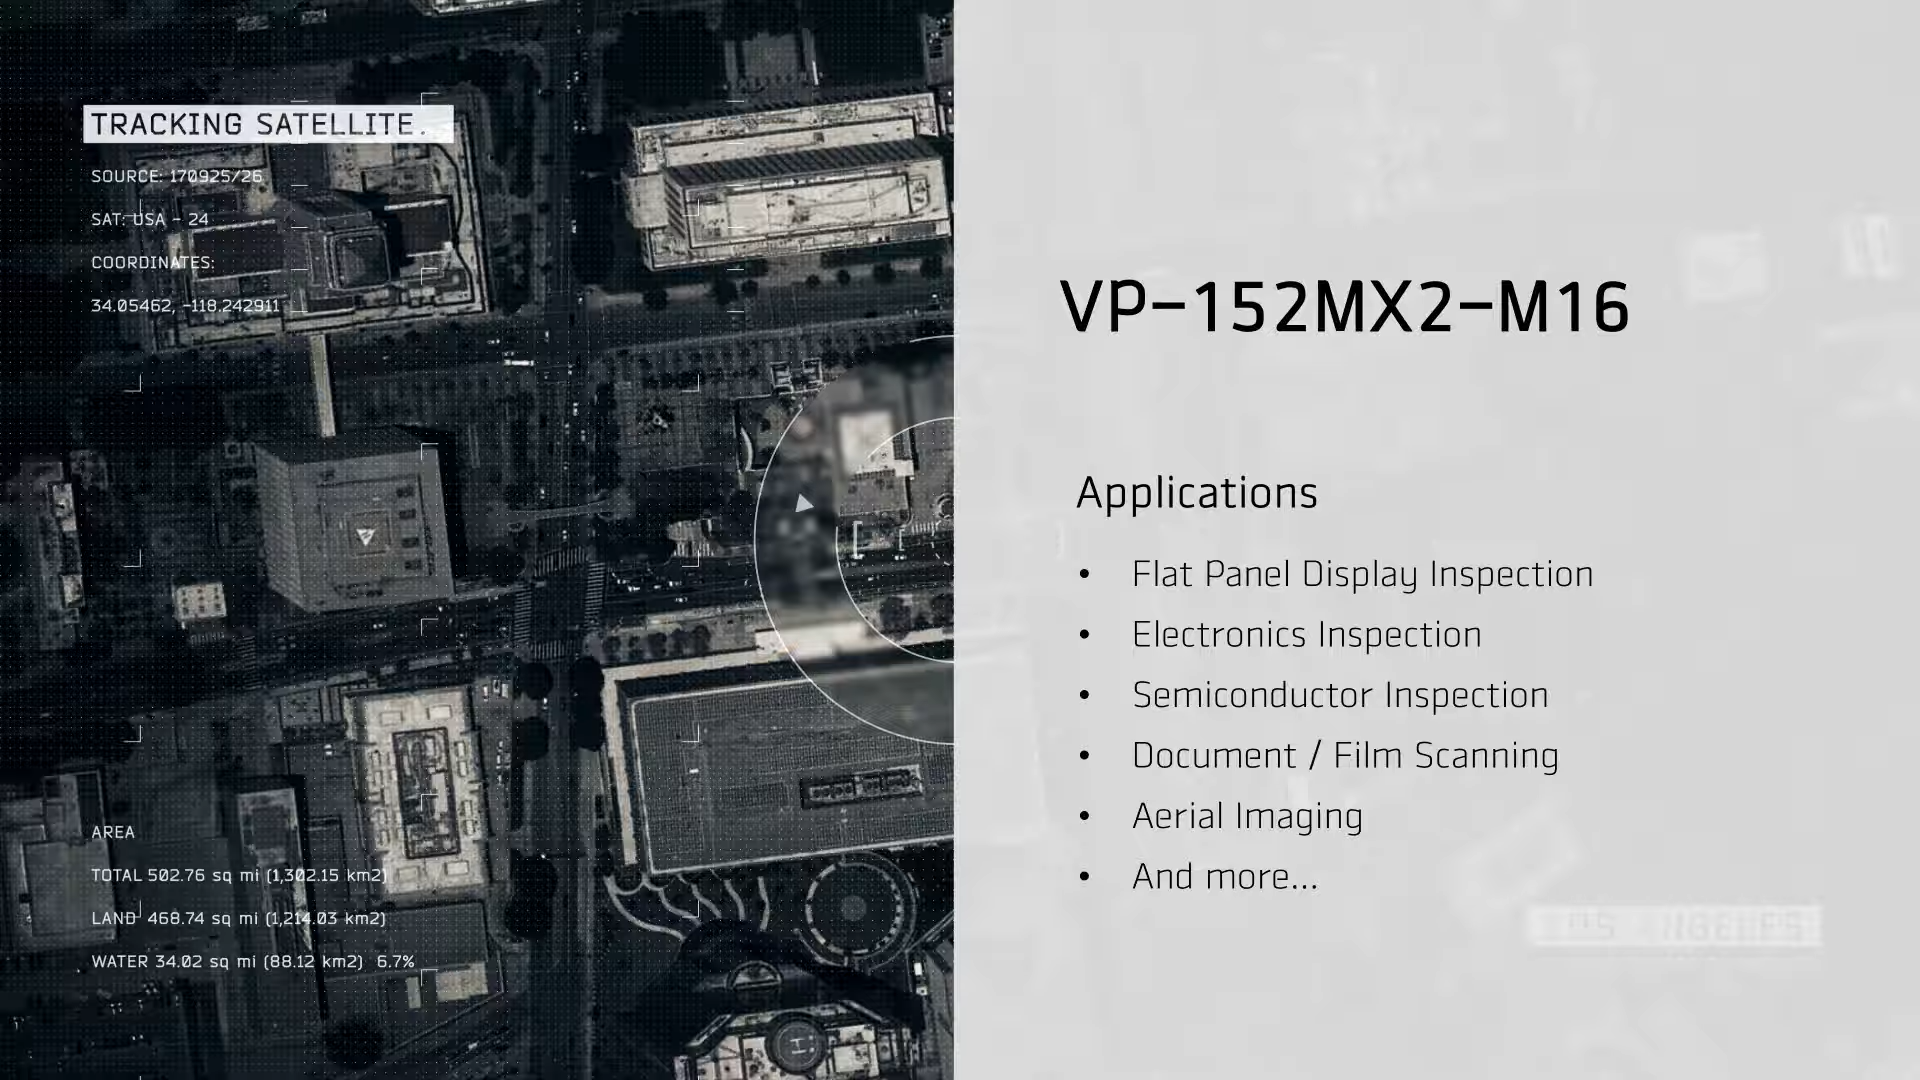 TRACKING SATELLITE.
SOURCE: 170925/26
SAT: USA - 24
COORDINATES:
34.05462, -118.242911
AREA
TOTAL 502.76 sq mi (1,302.15 km2)
LAND 468.74 sq mi (1,214.03 km2)
WATER 34.02 sq mi (88.12 km2) 6.7%
H
VP-152MX2-M16
Applications
• Flat Panel Display Inspection
• Electronics Inspection
• Semiconductor Inspection
• Document / Film Scanning
• Aerial Imaging
• And more...